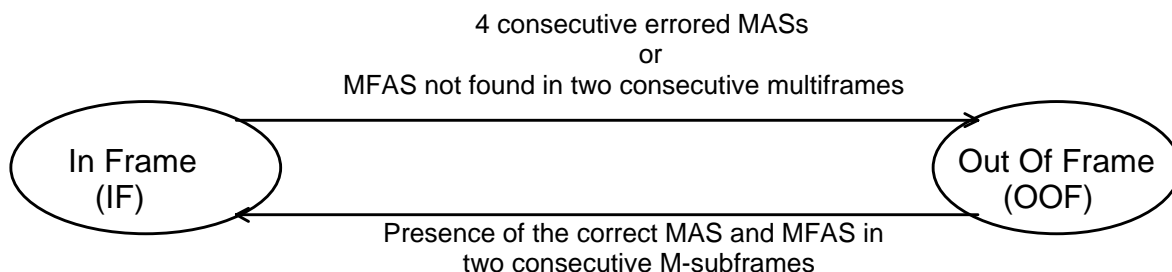 4 consecutive errored MASs
or
MFAS not found in two consecutive multiframes
In Frame
(IF)
Out Of Frame
(OOF)
Presence of the correct MAS and MFAS in
two consecutive M-subframes